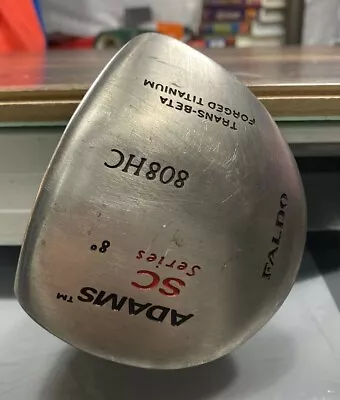 ADAMS™
SC
Series 8°
808HC
TRANS-BETA
FORGED TITANIUM
FALDO